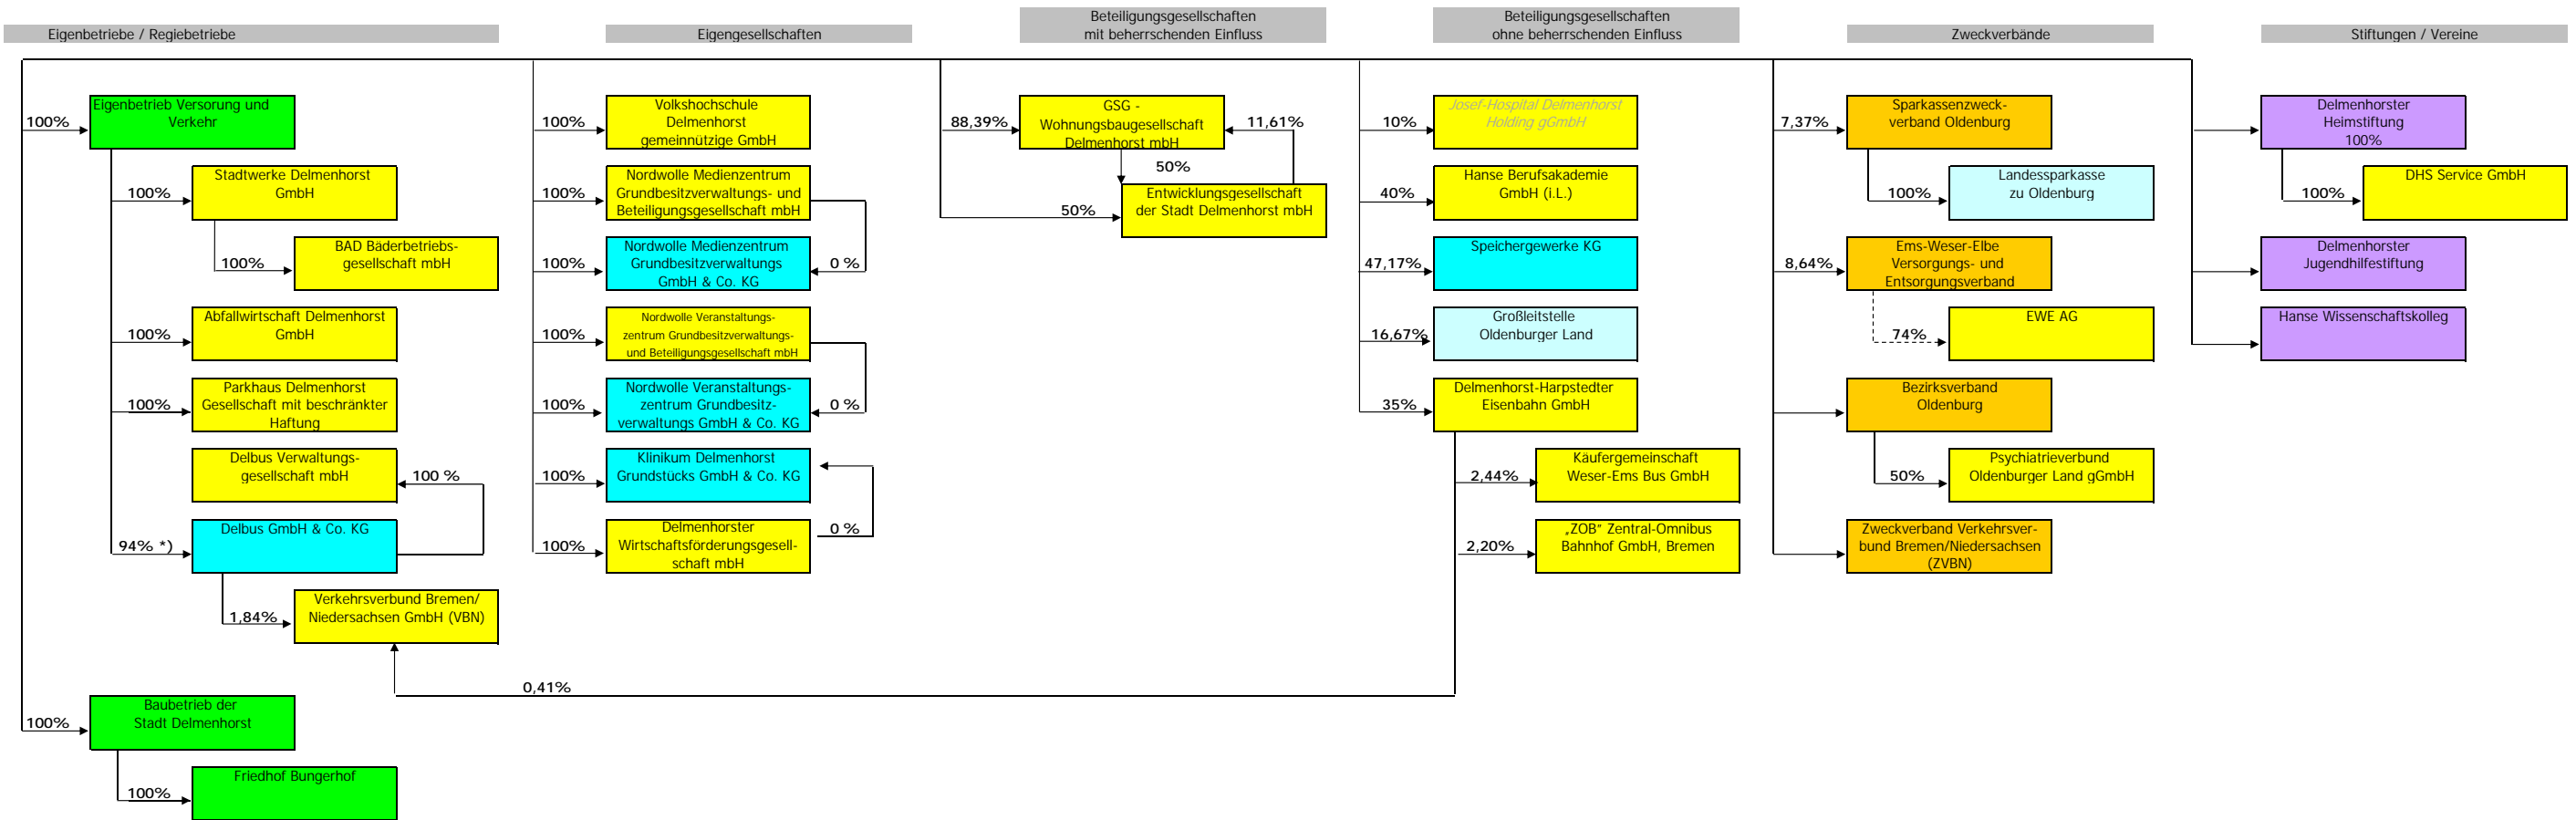 Eigenbetriebe / Regiebetriebe
Eigengesellschaften
Beteiligungsgesellschaften
mit beherrschenden Einfluss
Beteiligungsgesellschaften
ohne beherrschenden Einfluss
Zweckverbände
Stiftungen / Vereine
100%
Eigenbetrieb Versorung und
Verkehr
100%
Stadtwerke Delmenhorst
GmbH
100%
BAD Bäderbetriebs-
gesellschaft mbH
100%
Abfallwirtschaft Delmenhorst
GmbH
100%
Parkhaus Delmenhorst
Gesellschaft mit beschränkter
Haftung
Delbus Verwaltungs-
gesellschaft mbH
100 %
94% *)
Delbus GmbH & Co. KG
1,84%
Verkehrsverbund Bremen/
Niedersachsen GmbH (VBN)
0,41%
100%
Baubetrieb der
Stadt Delmenhorst
100%
Friedhof Bungerhof
100%
Volkshochschule
Delmenhorst
gemeinnützige GmbH
100%
Nordwolle Medienzentrum
Grundbesitzverwaltungs- und
Beteiligungsgesellschaft mbH
100%
Nordwolle Medienzentrum
Grundbesitzverwaltungs
GmbH & Co. KG
0 %
100%
Nordwolle Veranstaltungs-
zentrum Grundbesitzverwaltungs-
und Beteiligungsgesellschaft mbH
100%
Nordwolle Veranstaltungs-
zentrum Grundbesitz-
verwaltungs GmbH & Co. KG
0 %
100%
Klinikum Delmenhorst
Grundstücks GmbH & Co. KG
100%
Delmenhorster
Wirtschaftsförderungsgesell-
schaft mbH
0 %
88,39%
GSG -
Wohnungsbaugesellschaft
Delmenhorst mbH
11,61%
50%
50%
Entwicklungsgesellschaft
der Stadt Delmenhorst mbH
10%
Josef-Hospital Delmenhorst
Holding gGmbH
40%
Hanse Berufsakademie
GmbH (i.L.)
47,17%
Speichergewerke KG
16,67%
Großleitstelle
Oldenburger Land
35%
Delmenhorst-Harpstedter
Eisenbahn GmbH
2,44%
Käufergemeinschaft
Weser-Ems Bus GmbH
2,20%
„ZOB" Zentral-Omnibus
Bahnhof GmbH, Bremen
7,37%
Sparkassenzweck-
verband Oldenburg
100%
Landessparkasse
zu Oldenburg
8,64%
Ems-Weser-Elbe
Versorgungs- und
Entsorgungsverband
74%
EWE AG
Bezirksverband
Oldenburg
50%
Psychiatrieverbund
Oldenburger Land gGmbH
Zweckverband Verkehrsver-
bund Bremen/Niedersachsen
(ZVBN)
Delmenhorster
Heimstiftung
100%
100%
DHS Service GmbH
Delmenhorster
Jugendhilfestiftung
Hanse Wissenschaftskolleg